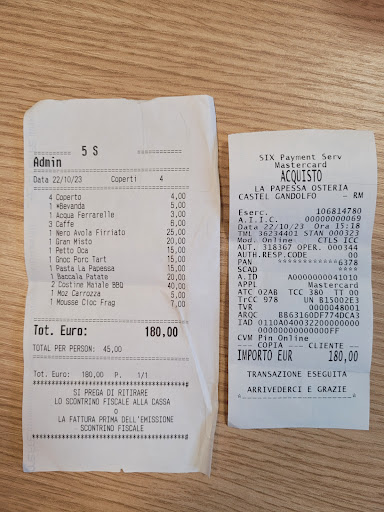 5 S
Admin
Data 22/10/23 Coperti 4
4 Coperto 4,00
1 *Bevanda 5,00
1 Acqua Ferrarelle 3,00
3 Caffe 6,00
1 Nero Avola Firriato 25,00
1 Gran Misto 20,00
1 Petto Oca 15,00
1 Gnoc Porc Tart 15,00
1 Pasta La Papessa 15,00
1 Baccala Patate 20,00
2 Costine Maiale BBQ 40,00
1 Moz Carrozza 5,00
1 Mousse Cioc Frag 7,00
Tot. Euro: 180,00
TOTAL PER PERSON: 45,00
Tot. Euro: 180,00 P. 1/1
SI PREGA DI RITIRARE
LO SCONTRINO FISCALE ALLA CASSA
O
LA FATTURA PRIMA DELL'EMISSIONE
SCONTRINO FISCALE
SIX Payment Serv
Mastercard
ACQUISTO
LA PAPESSA OSTERIA
CASTEL GANDOLFO - RM
Eserc. 106814780
A.I.I.C. 00000000069
Data 22/10/23 Ora 15:18
TML 36234401 STAN 000323
Mod. Online CTLS ICC
AUT. 318367 OPER. 000344
AUTH.RESP.CODE 00
PAN ************6378
SCAD ****
A.ID A0000000041010
APPL Mastercard
ATC 02AB TCC 380 TT 00
TrCC 978 UN B15002E3
TVR 0000048001
ARQC B863160DF774DCA3
IAD 0110A04003220000000
00000000000000FF
CVM Pin Online
---- COPIA ---- CLIENTE ----
IMPORTO EUR 180,00
TRANSAZIONE ESEGUITA
ARRIVEDERCI E GRAZIE